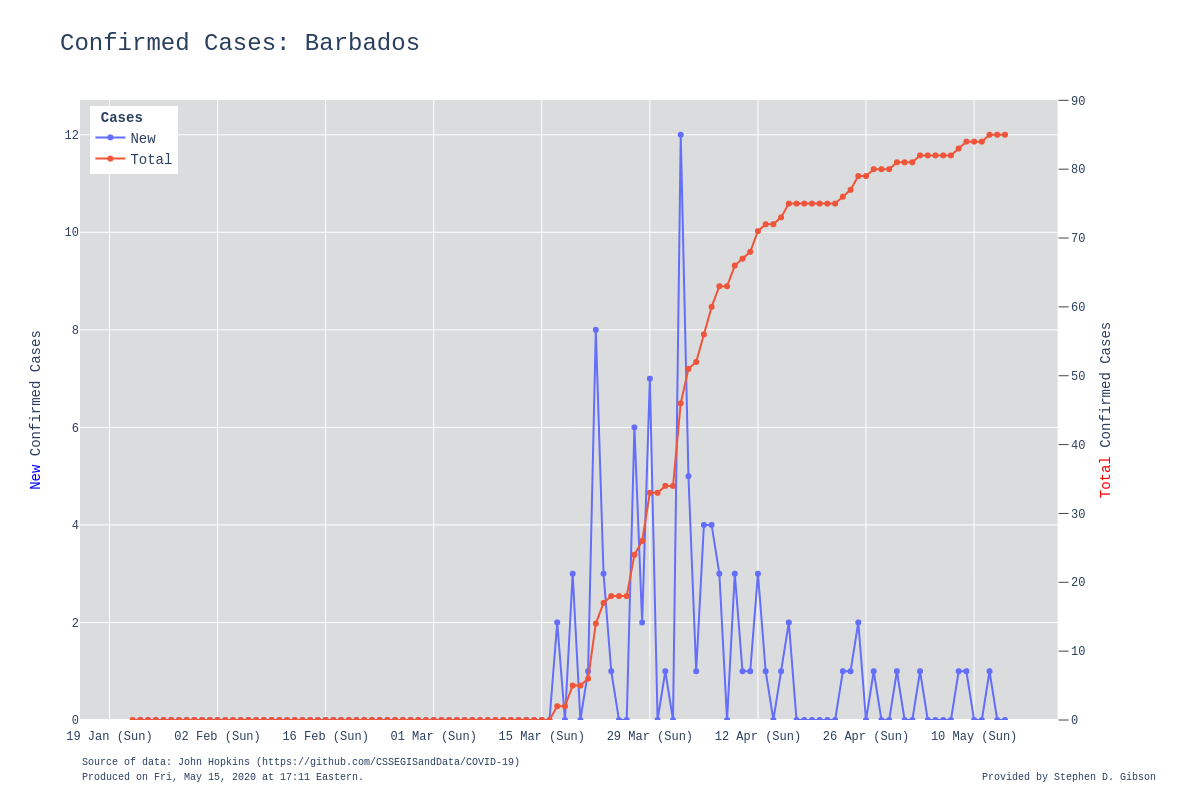 Confirmed Cases: Barbados
Cases
New
Total
12
10
8
6
4
2
0
90
80
70
60
50
40
30
20
10
0
New Confirmed Cases
Total Confirmed Cases
19 Jan (Sun) 02 Feb (Sun) 16 Feb (Sun) 01 Mar (Sun) 15 Mar (Sun) 29 Mar (Sun) 12 Apr (Sun) 26 Apr (Sun) 10 May (Sun)
Source of data: John Hopkins (https://github.com/CSSEGISandData/COVID-19)
Produced on Fri, May 15, 2020 at 17:11 Eastern.
Provided by Stephen D. Gibson